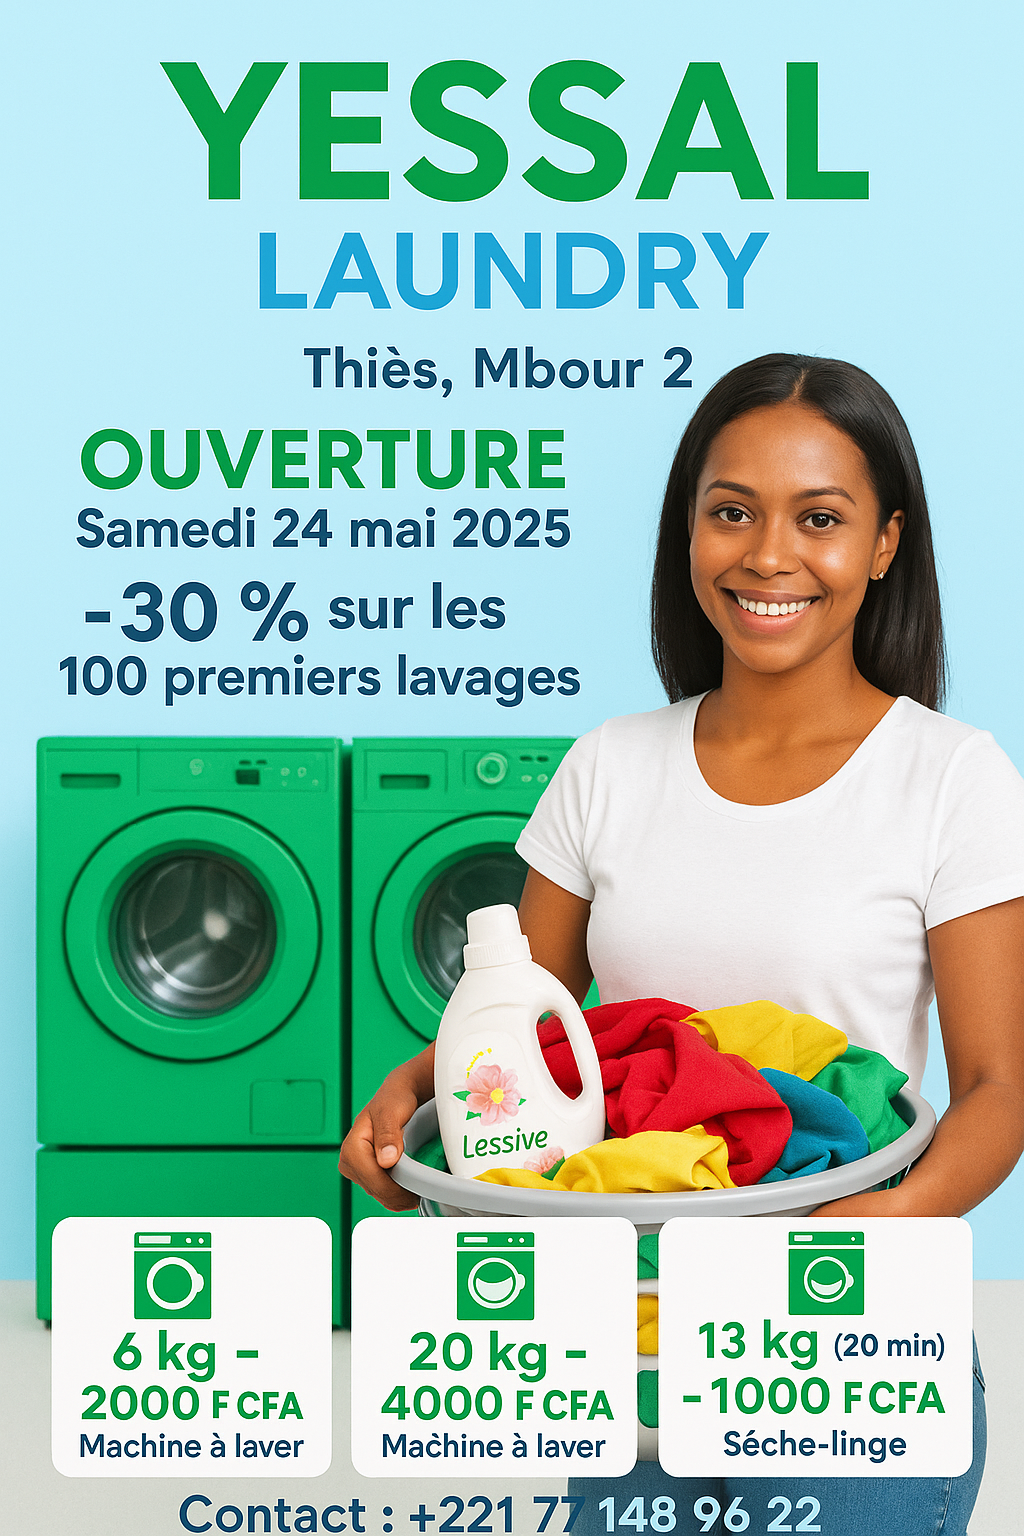 YESSAL
LAUNDRY
Thiès, Mbour 2
OUVERTURE
Samedi 24 mai 2025
-30 % sur les
100 premiers lavages
Lessive
6 kg –
2000 F CFA
Machine à laver
20 kg –
4000 F CFA
Machine à laver
13 kg (20 min)
- 1000 F CFA
Séche-linge
Contact : +221 77 148 96 22